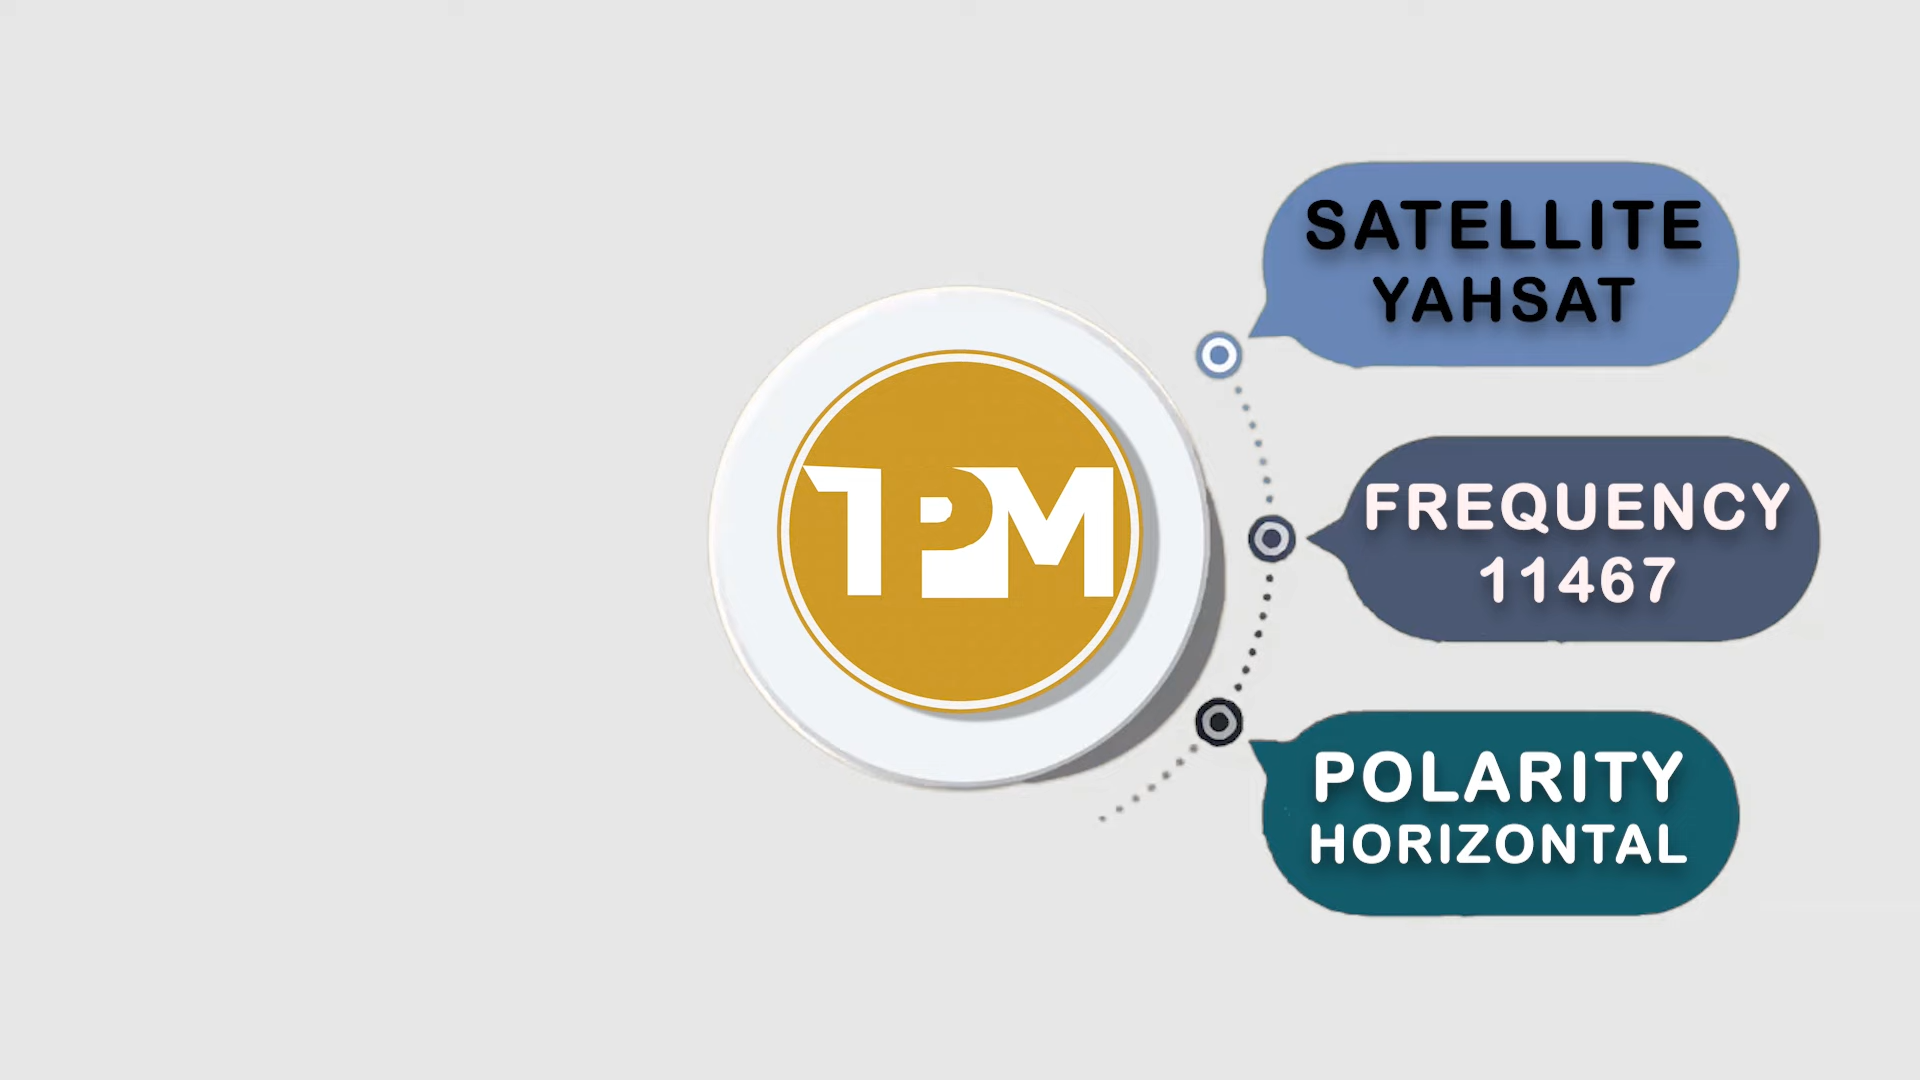 TPM
SATELLITE
YAHSAT
FREQUENCY
11467
POLARITY
HORIZONTAL